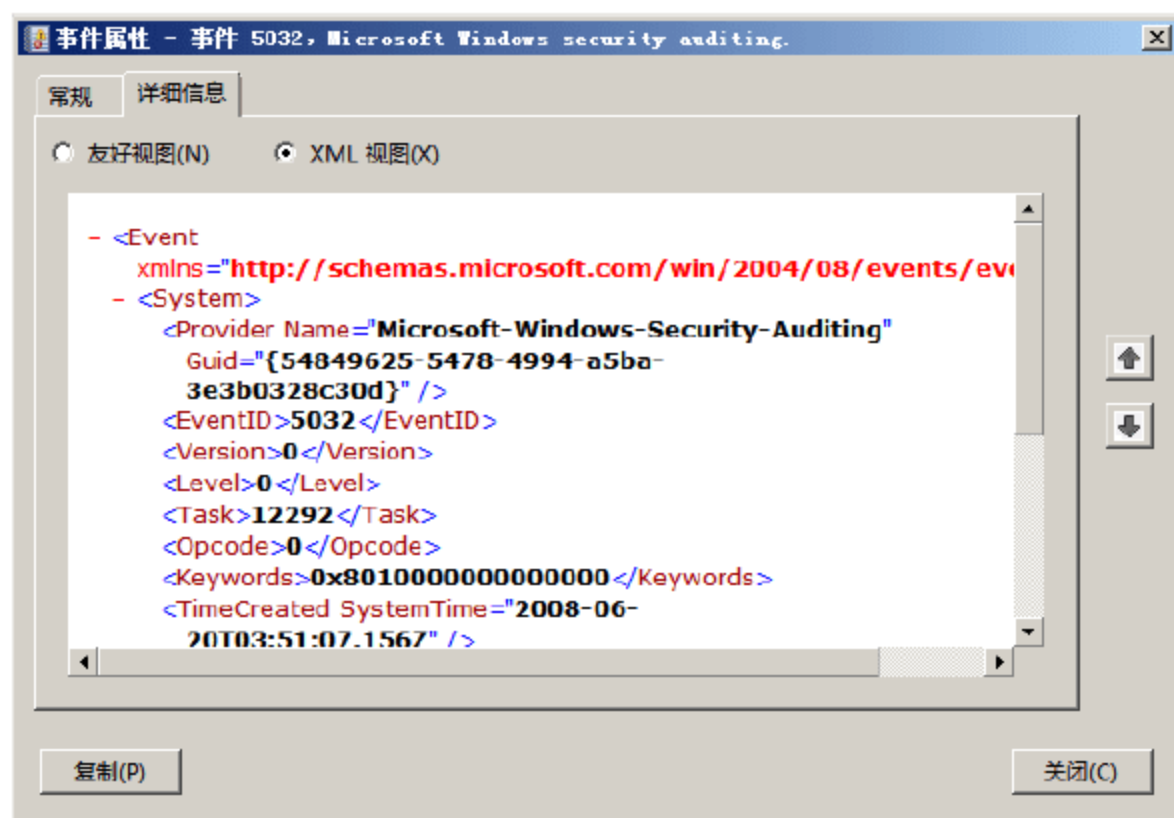 事件属性 - 事件 5032，Microsoft Windows security auditing.
常规 详细信息
友好视图(N) XML 视图(X)
- <Event
xmlns="http://schemas.microsoft.com/win/2004/08/events/eve
- <System>
<Provider Name="Microsoft-Windows-Security-Auditing"
Guid="{54849625-5478-4994-a5ba-
3e3b0328c30d}" />
<EventID>5032</EventID>
<Version>0</Version>
<Level>0</Level>
<Task>12292</Task>
<Opcode>0</Opcode>
<Keywords>0x8010000000000000</Keywords>
<TimeCreated SystemTime="2008-06-
20T03:51:07.156Z" />
复制(P) 关闭(C)